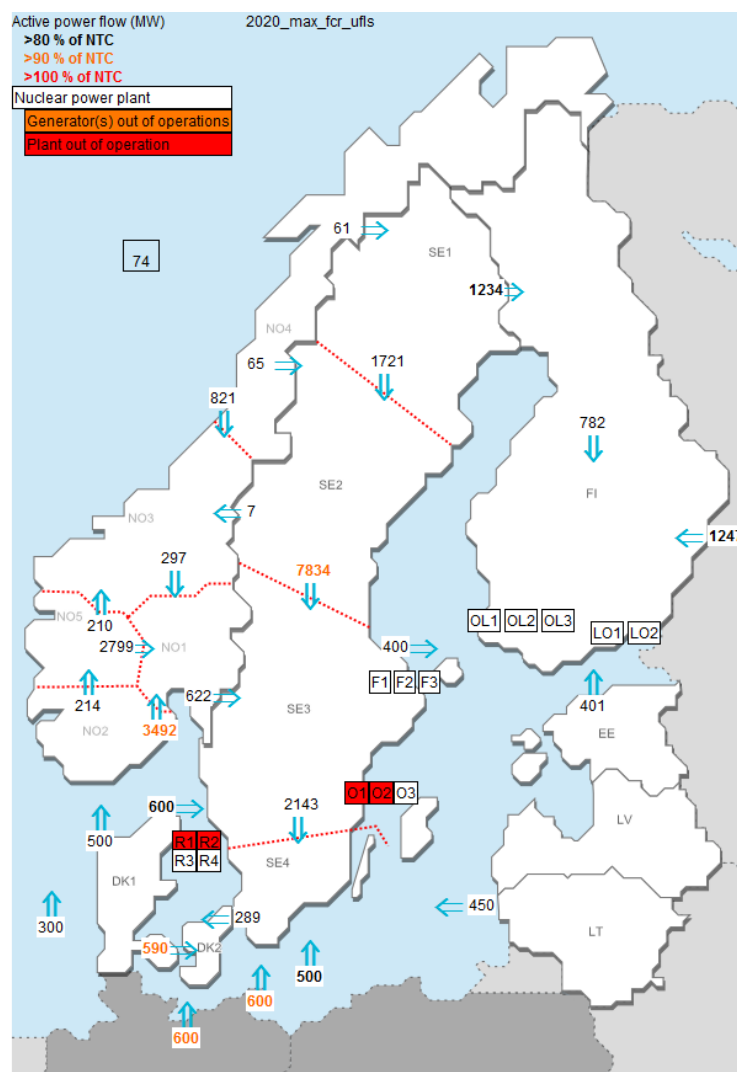 Active power flow (MW) 2020_max_fcr_ufls
>80 % of NTC
>90 % of NTC
>100 % of NTC
Nuclear power plant
Generator(s) out of operations
Plant out of operation
61
SE1
74
1234
NO4
65
1721
821
782
SE2
FI
NO3
7
1247
297
7834
NO5
210
OL1 OL2 OL3
LO1 LO2
2799
NO1
400
F1 F2 F3
214
622
401
SE3
NO2
3492
EE
O1 O2 O3
600
2143
500
R1 R2
LV
R3 R4
SE4
DK1
450
289
300
LT
590
DK2
500
600
600